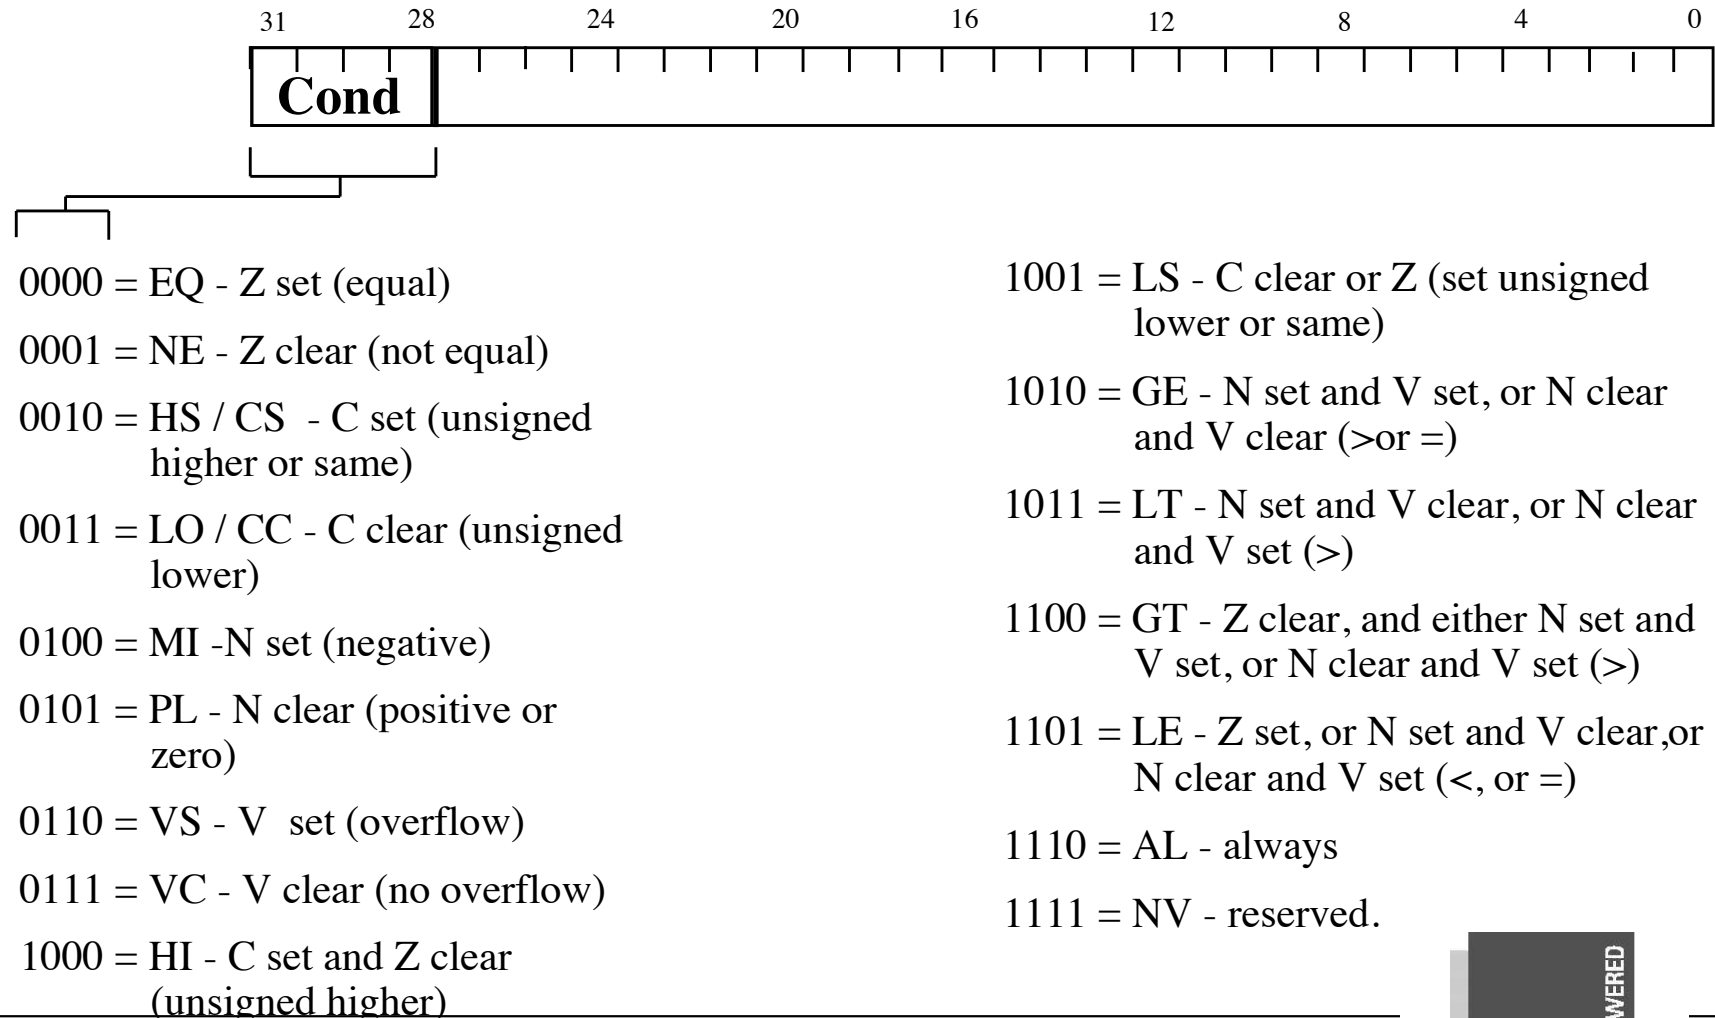 31 28 24 20 16 12 8 4 0
Cond
0000 = EQ - Z set (equal)
0001 = NE - Z clear (not equal)
0010 = HS / CS - C set (unsigned
higher or same)
0011 = LO / CC - C clear (unsigned
lower)
0100 = MI -N set (negative)
0101 = PL - N clear (positive or
zero)
0110 = VS - V set (overflow)
0111 = VC - V clear (no overflow)
1000 = HI - C set and Z clear
(unsigned higher)
1001 = LS - C clear or Z (set unsigned
lower or same)
1010 = GE - N set and V set, or N clear
and V clear (>or =)
1011 = LT - N set and V clear, or N clear
and V set (>)
1100 = GT - Z clear, and either N set and
V set, or N clear and V set (>)
1101 = LE - Z set, or N set and V clear,or
N clear and V set (<, or =)
1110 = AL - always
1111 = NV - reserved.